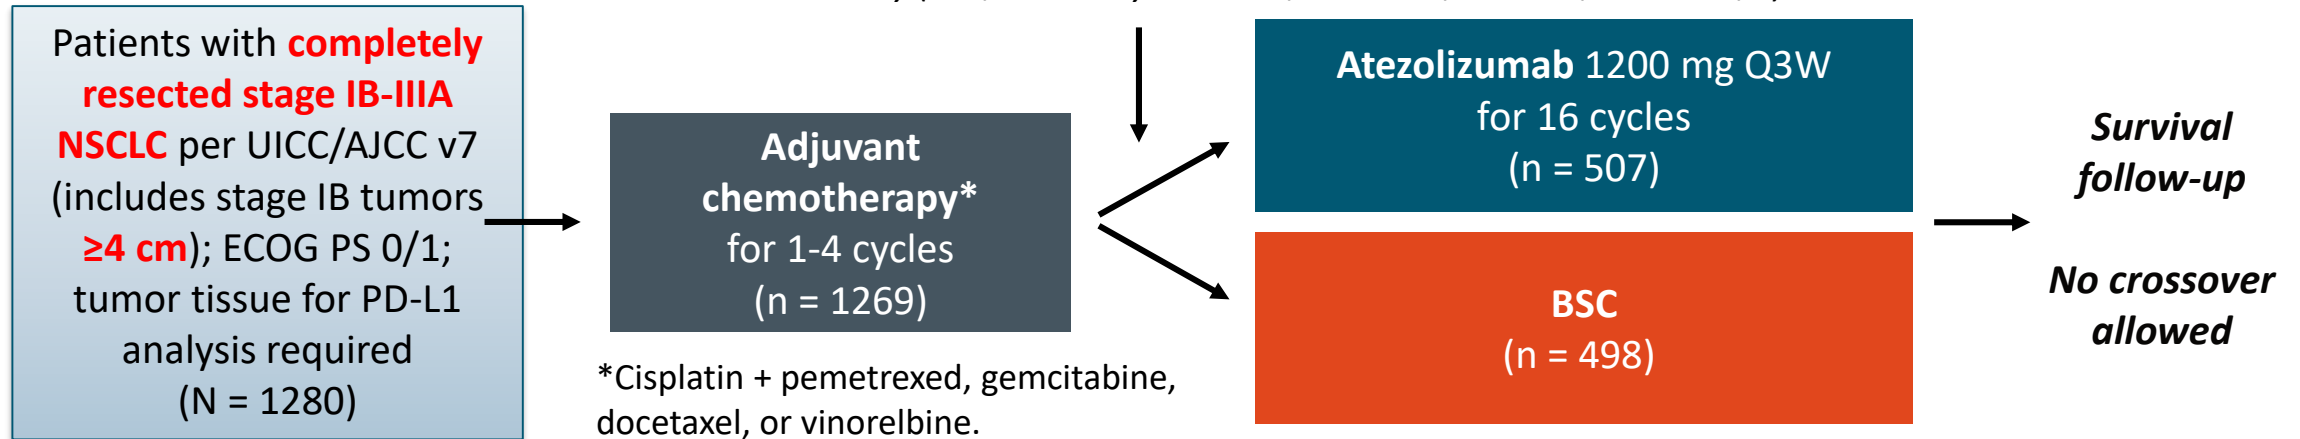 Patients with completely
resected stage IB-IIIA
NSCLC per UICC/AJCC v7
(includes stage IB tumors
≥4 cm); ECOG PS 0/1;
tumor tissue for PD-L1
analysis required
(N = 1280)
Adjuvant
chemotherapy*
for 1-4 cycles
(n = 1269)
*Cisplatin + pemetrexed, gemcitabine,
docetaxel, or vinorelbine.
Atezolizumab 1200 mg Q3W
for 16 cycles
(n = 507)
BSC
(n = 498)
Survival
follow-up
No crossover
allowed